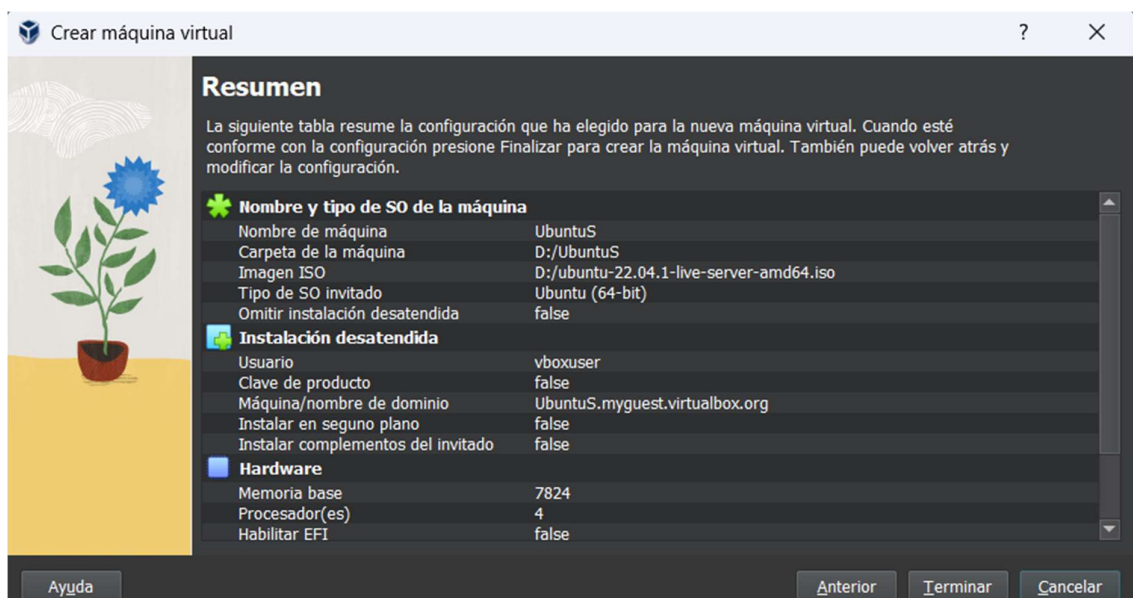 Crear máquina virtual ?
Resumen
La siguiente tabla resume la configuración que ha elegido para la nueva máquina virtual. Cuando esté
conforme con la configuración presione Finalizar para crear la máquina virtual. También puede volver atrás y
modificar la configuración.
Nombre y tipo de SO de la máquina
Nombre de máquina UbuntuS
Carpeta de la máquina D:/UbuntuS
Imagen ISO D:/ubuntu-22.04.1-live-server-amd64.iso
Tipo de SO invitado Ubuntu (64-bit)
Omitir instalación desatendida false
Instalación desatendida
Usuario vboxuser
Clave de producto false
Máquina/nombre de dominio UbuntuS.myguest.virtualbox.org
Instalar en seguno plano false
Instalar complementos del invitado false
Hardware
Memoria base 7824
Procesador(es) 4
Habilitar EFI false
Ayuda Anterior Terminar Cancelar